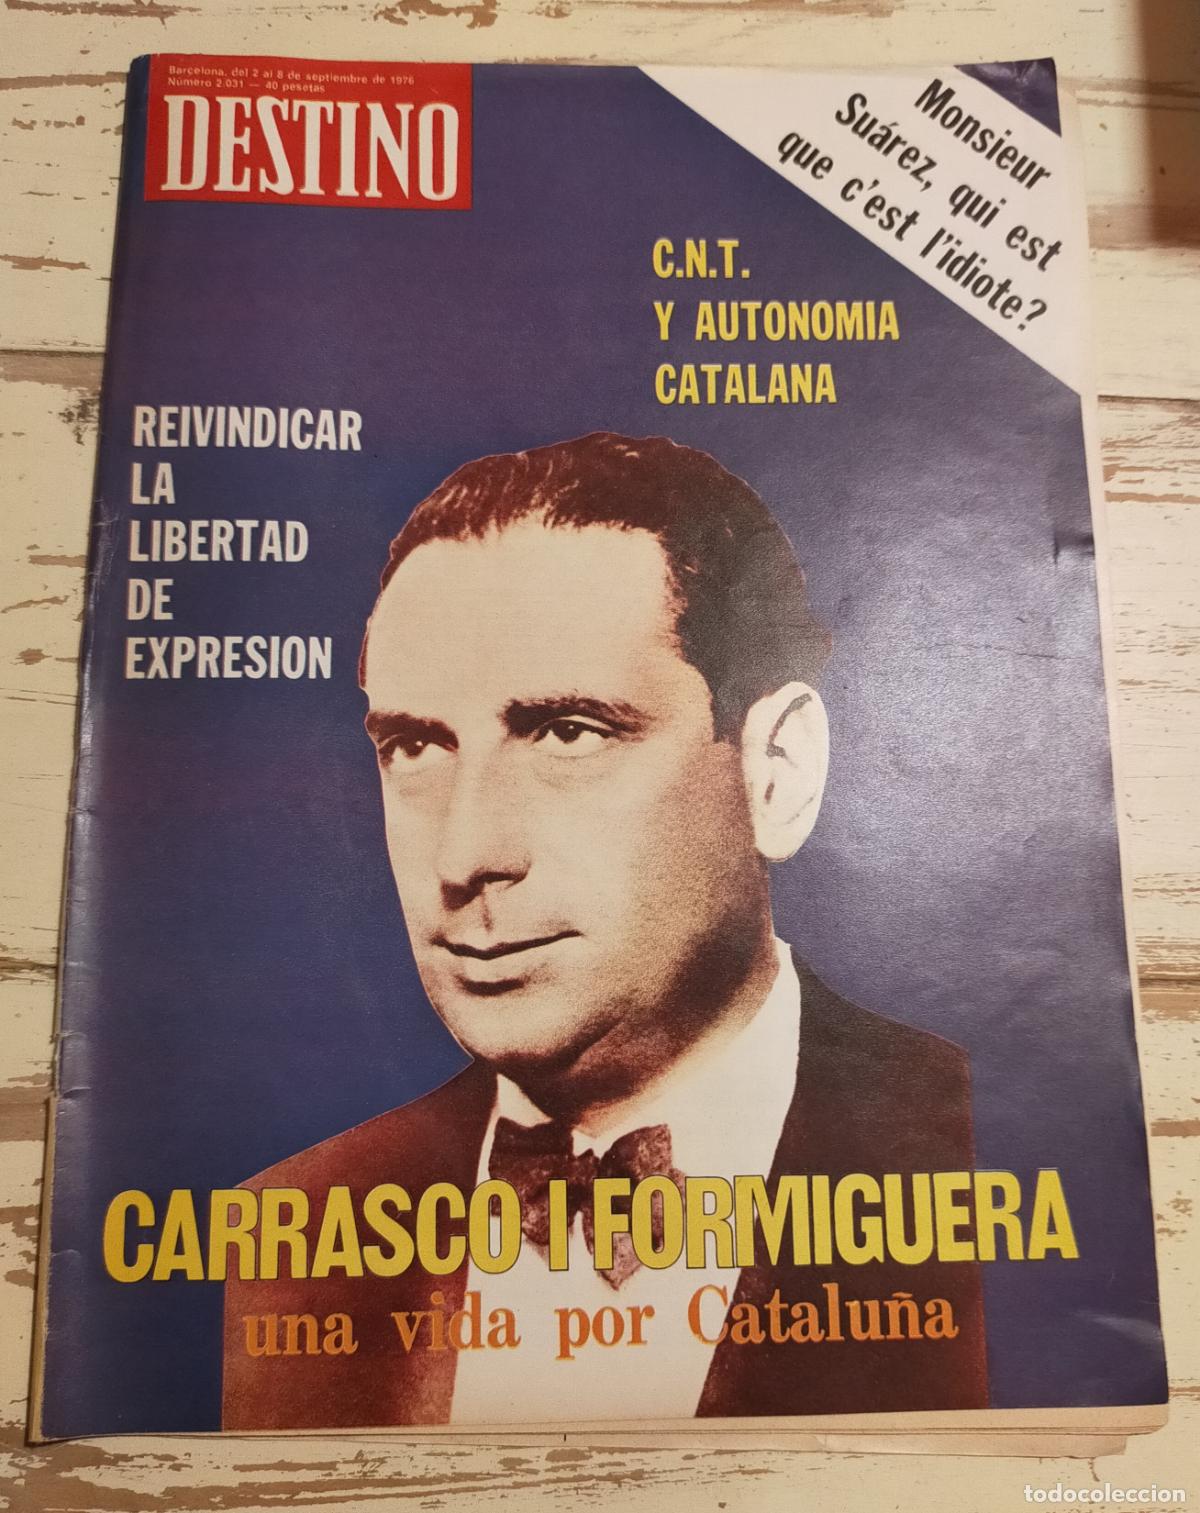 Barcelona, del 2 al 8 de septiembre de 1976
Número 2.031 — 40 pesetas
DESTINO
Monsieur
Suárez, qui est
que c'est l'idiote?
C.N.T.
Y AUTONOMIA
CATALANA
REIVINDICAR
LA
LIBERTAD
DE
EXPRESION
CARRASCO I FORMIGUERA
una vida por Cataluña
todocoleccion